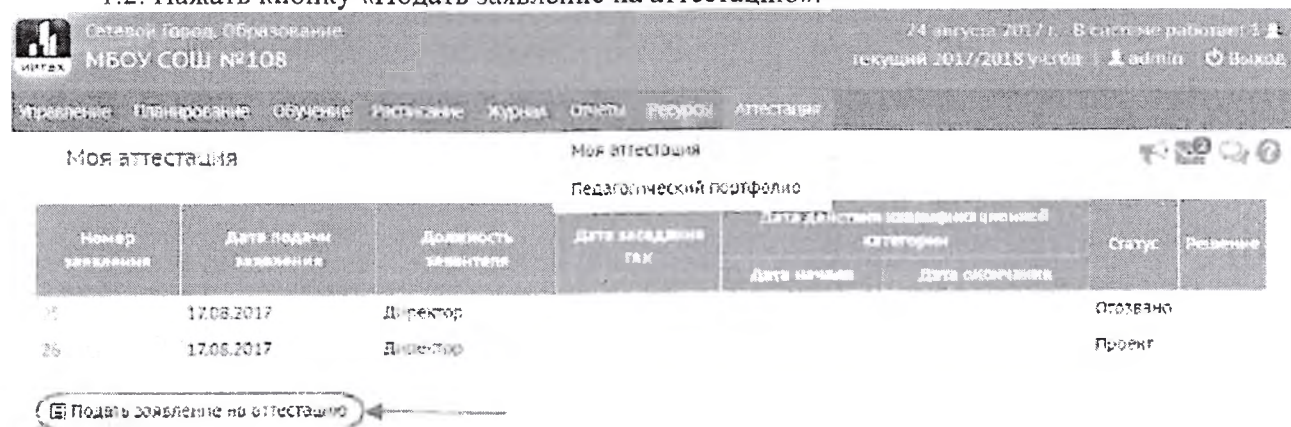 1.2. Нажать кнопку «Подать заявление на аттестацию».
ИРТЕХ
Сетевой Город. Образование
МБОУ СОШ №108
24 августа 2017 г. В системе работает 1
текущий 2017/2018 уч.год admin Выход
Управление Планирование Обучение Расписание Журнал Отчеты Ресурсы Аттестация
Моя аттестация
Моя аттестация
Педагогический портфолио
2
Номер заявления
Дата подачи заявления
Должность заявителя
Дата заседания ГАК
Дата действия квалификационной категории
Дата начала
Дата окончания
Статус
Решение
17.08.2017 Директор Отозвано
26 17.08.2017 Директор Проект
Подать заявление на аттестацию